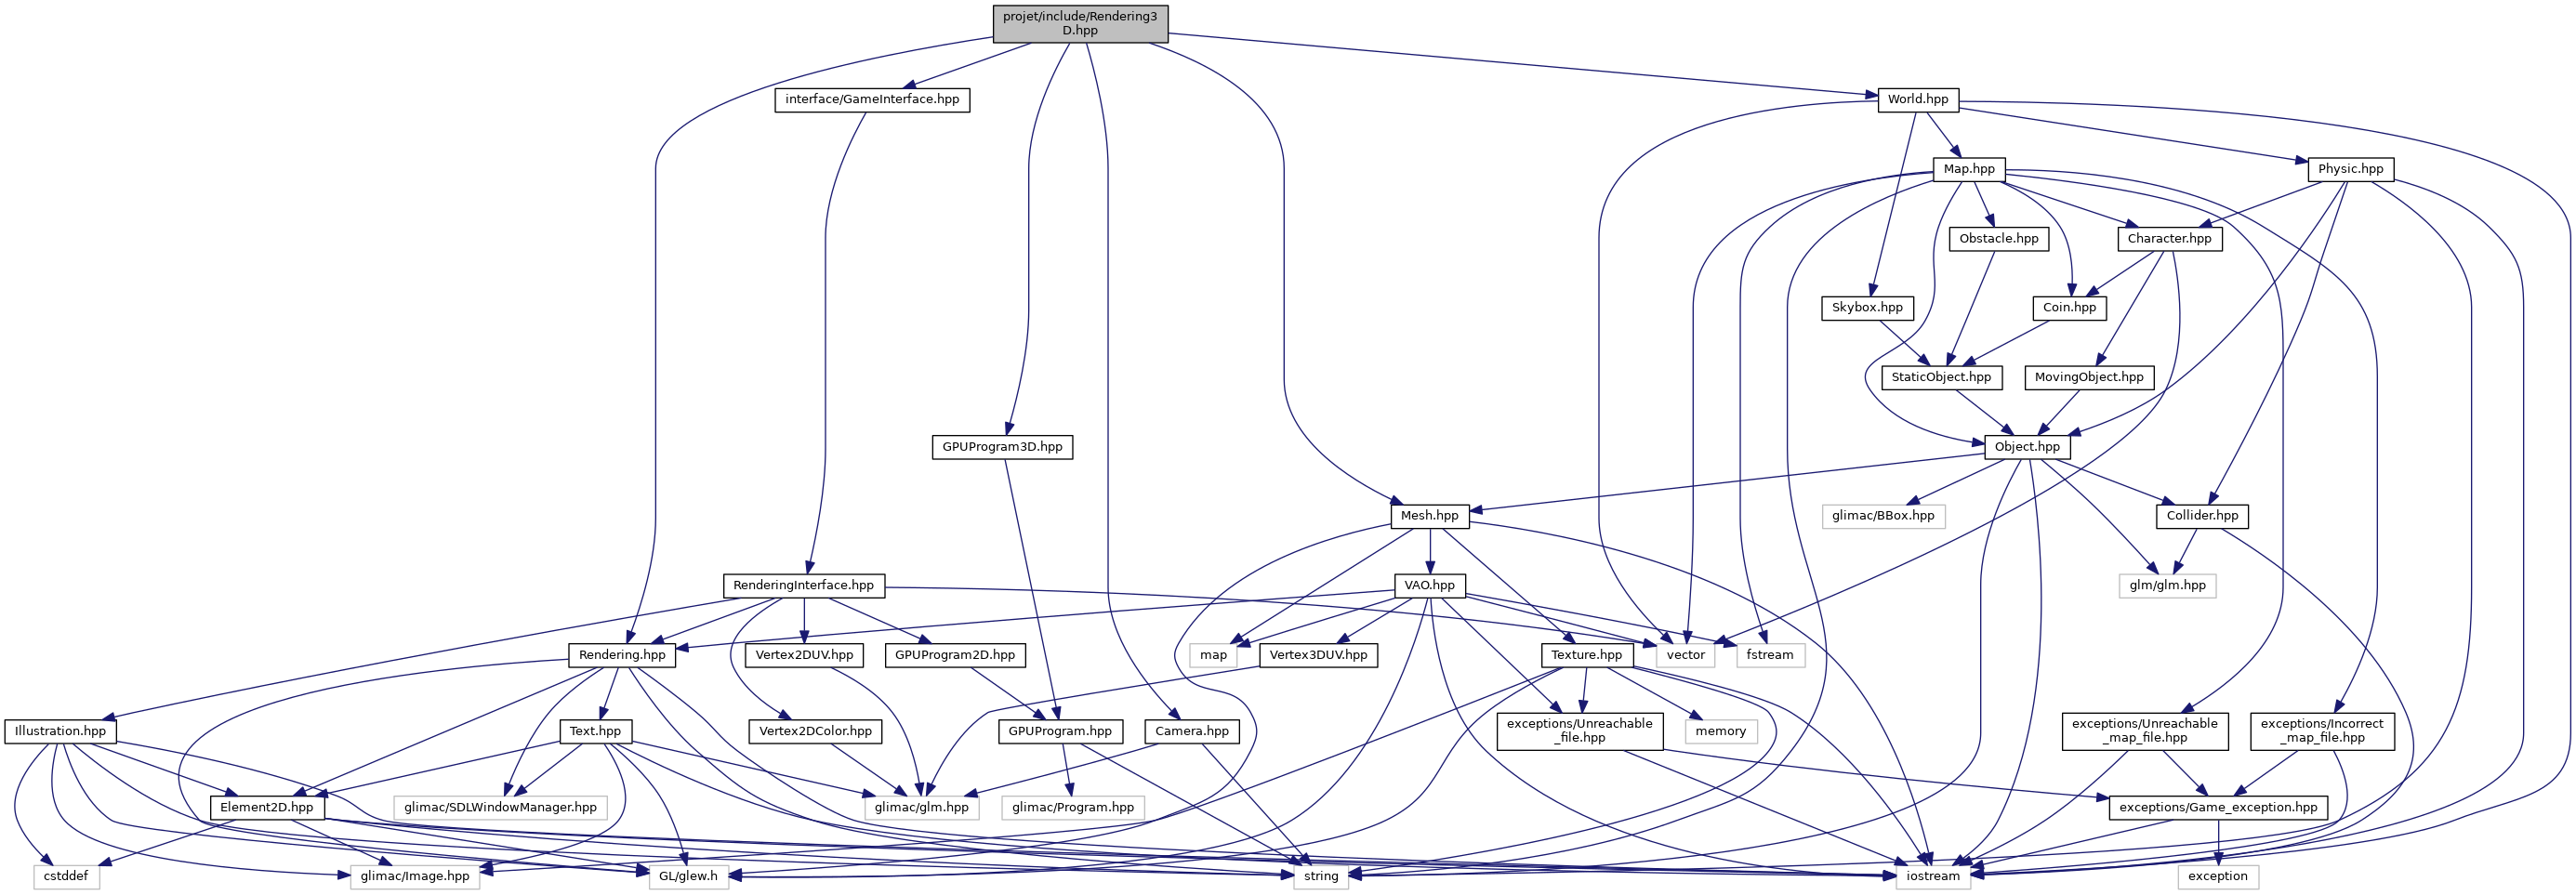 projet/include/Rendering3
D.hpp
interface/GameInterface.hpp
World.hpp
Map.hpp
Physic.hpp
Obstacle.hpp
Character.hpp
Skybox.hpp
Coin.hpp
StaticObject.hpp
MovingObject.hpp
GPUProgram3D.hpp
Object.hpp
Mesh.hpp
glimac/BBox.hpp
Collider.hpp
RenderingInterface.hpp
VAO.hpp
glm/glm.hpp
Rendering.hpp
Vertex2DUV.hpp
GPUProgram2D.hpp
map
Vertex3DUV.hpp
Texture.hpp
vector
fstream
Illustration.hpp
Text.hpp
Vertex2DColor.hpp
GPUProgram.hpp
Camera.hpp
exceptions/Unreachable
_file.hpp
memory
exceptions/Unreachable
_map_file.hpp
exceptions/Incorrect
_map_file.hpp
Element2D.hpp
glimac/SDLWindowManager.hpp
glimac/glm.hpp
glimac/Program.hpp
exceptions/Game_exception.hpp
cstddef
glimac/Image.hpp
GL/glew.h
string
iostream
exception